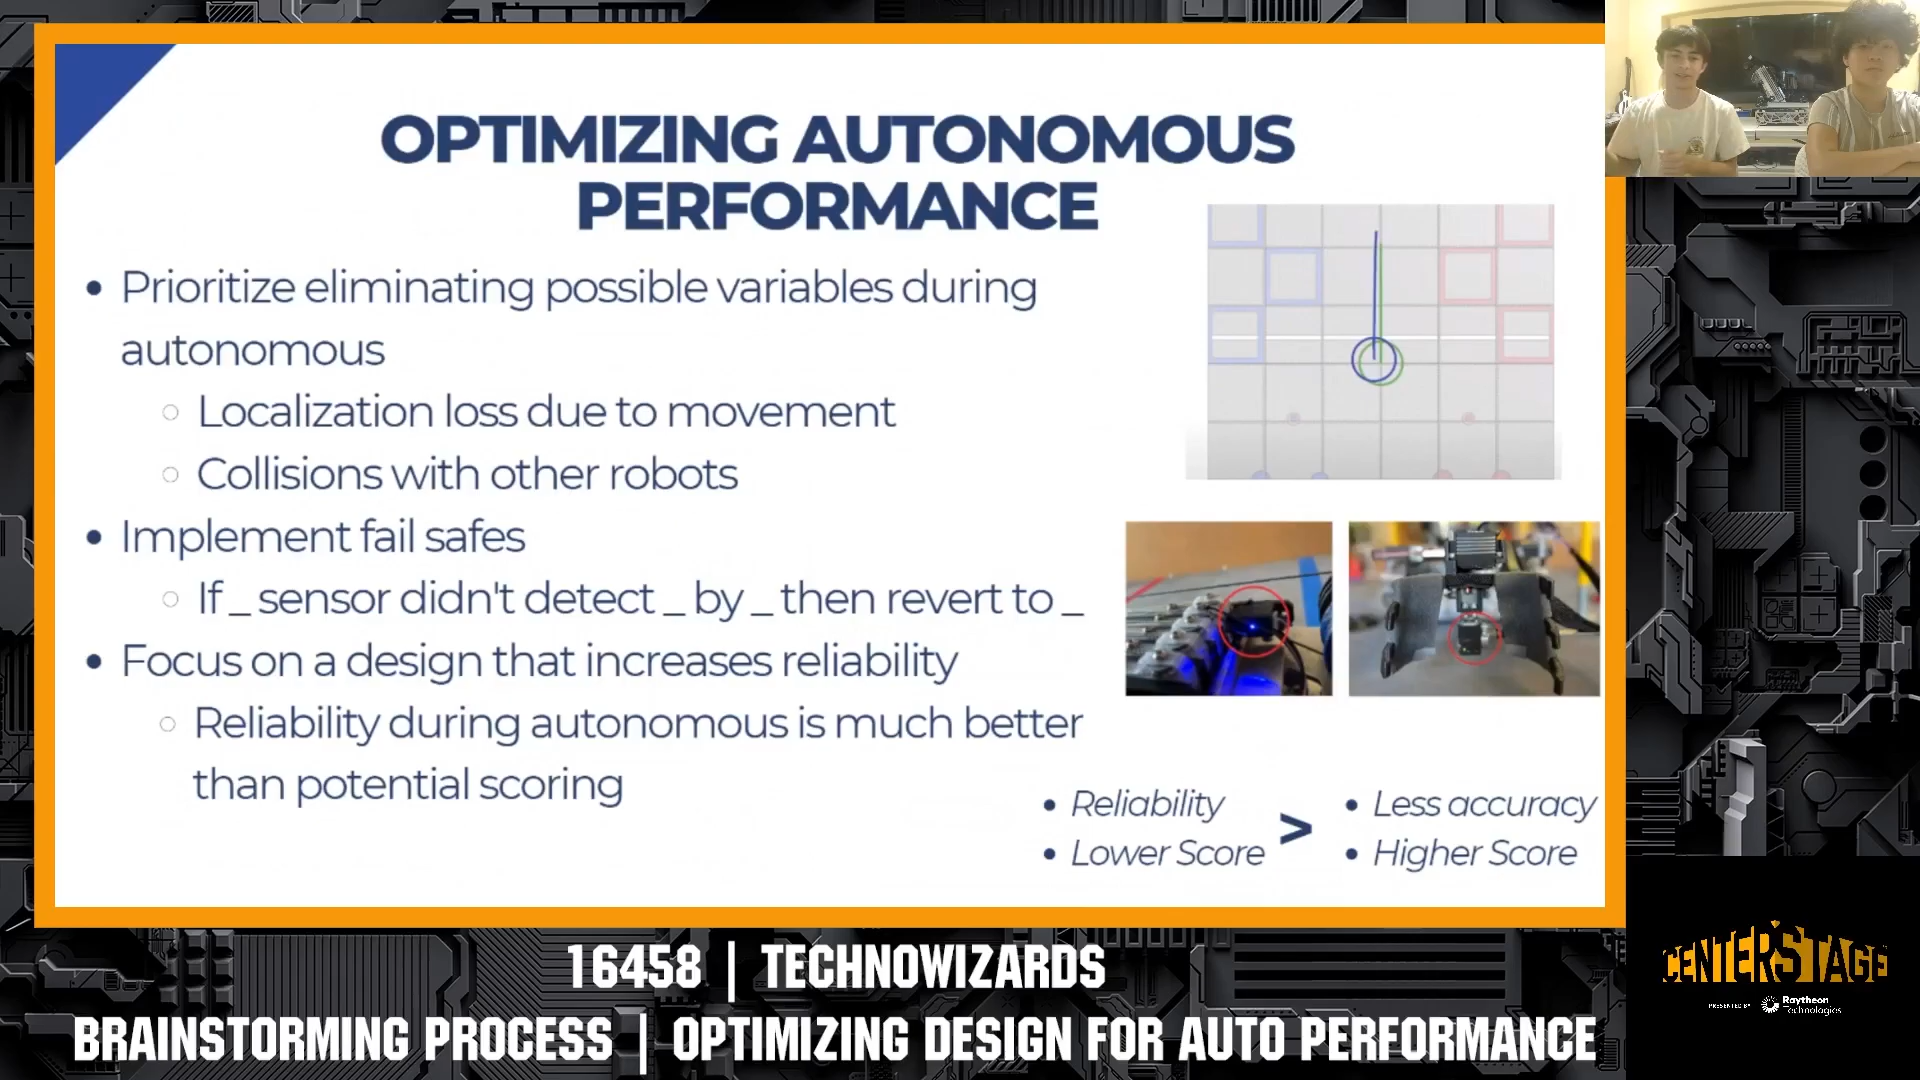 OPTIMIZING AUTONOMOUS
PERFORMANCE
• Prioritize eliminating possible variables during
autonomous
○ Localization loss due to movement
○ Collisions with other robots
• Implement fail safes
○ If _ sensor didn't detect _ by _ then revert to _
• Focus on a design that increases reliability
○ Reliability during autonomous is much better
than potential scoring
• Reliability
• Lower Score
>
• Less accuracy
• Higher Score
16458 | TECHNOWIZARDS
BRAINSTORMING PROCESS | OPTIMIZING DESIGN FOR AUTO PERFORMANCE
CENTERSTAGE
PRESENTED BY Raytheon
Technologies